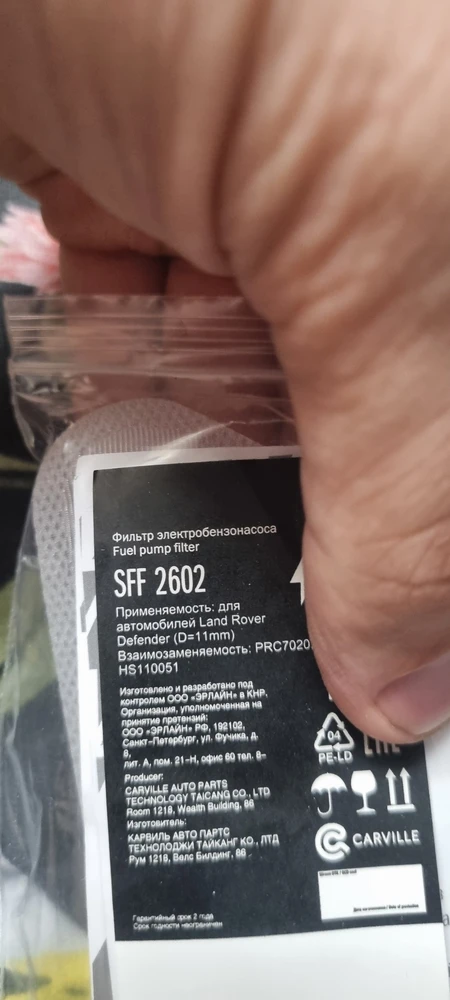 Фильтр электробензонасоса
Fuel pump filter
SFF 2602
Применяемость: для
автомобилей Land Rover
Defender (D=11mm)
Взаимозаменяемость: PRC7020
HS110051
Изготовлено и разработано под
контролем ООО «ЭРЛАЙН» в КНР.
Организация, уполномоченная на
принятие претензий:
ООО «ЭРЛАЙН» РФ, 192102,
Санкт-Петербург, ул. Фучика, д.
8,
лит. А, пом. 21-Н, офис 60 тел. 8-
Producer:
CARVILLE AUTO PARTS
TECHNOLOGY TAICANG CO., LTD
Room 1218, Wealth Building, 88
Изготовитель:
КАРВИЛЬ АВТО ПАРТС
ТЕХНОЛОДЖИ ТАЙКАНГ КО., ЛТД
Рум 1218, Велс Билдинг, 88
Гарантийный срок 2 года
Срок годности неограничен
04
PE-LD
CARVILLE